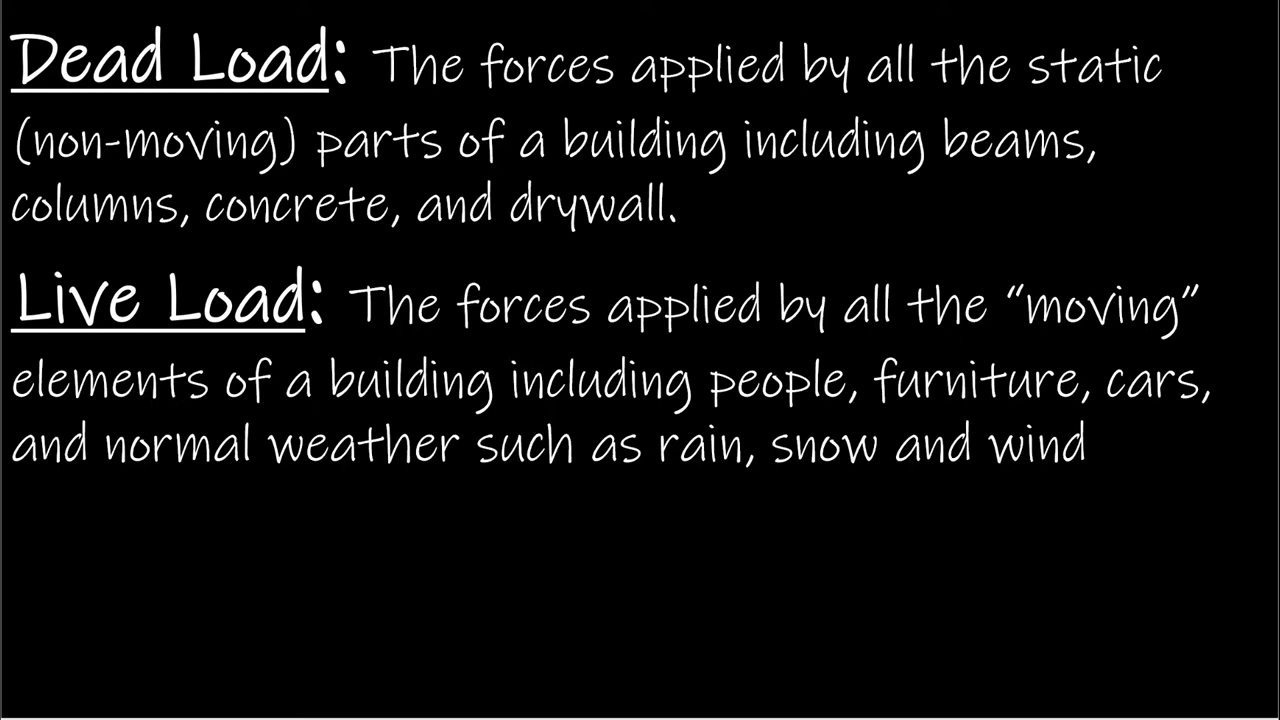 Dead Load: The forces applied by all the static
(non-moving) parts of a building including beams,
columns, concrete, and drywall.
Live Load: The forces applied by all the “moving”
elements of a building including people, furniture, cars,
and normal weather such as rain, snow and wind